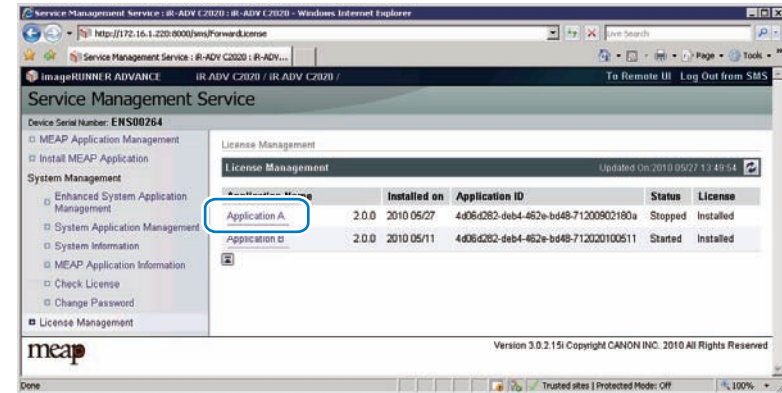 Service Management Service : iR-ADV C2020 : iR-ADV C2020 - Windows Internet Explorer
http://172.16.1.220:8000/sms/ForwardLicense
Live Search
Service Management Service : iR-ADV C2020 : iR-ADV...
Page
Tools
imageRUNNER ADVANCE iR-ADV C2020 / iR-ADV C2020 / To Remote UI Log Out from SMS
Service Management Service
Device Serial Number: ENS00264
MEAP Application Management
Install MEAP Application
System Management
Enhanced System Application
Management
System Application Management
System Information
MEAP Application Information
Check License
Change Password
License Management
License Management
License Management Updated On:2010 05/27 13:49:54
Application Name Installed on Application ID Status License
Application A 2.0.0 2010 05/27 4d06d282-deb4-462e-bd48-71200902180a Stopped Installed
Application B 2.0.0 2010 05/11 4d06d282-deb4-462e-bd48-712020100511 Started Installed
meap
Version 3.0.2.15i Copyright CANON INC. 2010 All Rights Reserved
Done Trusted sites | Protected Mode: Off 100%